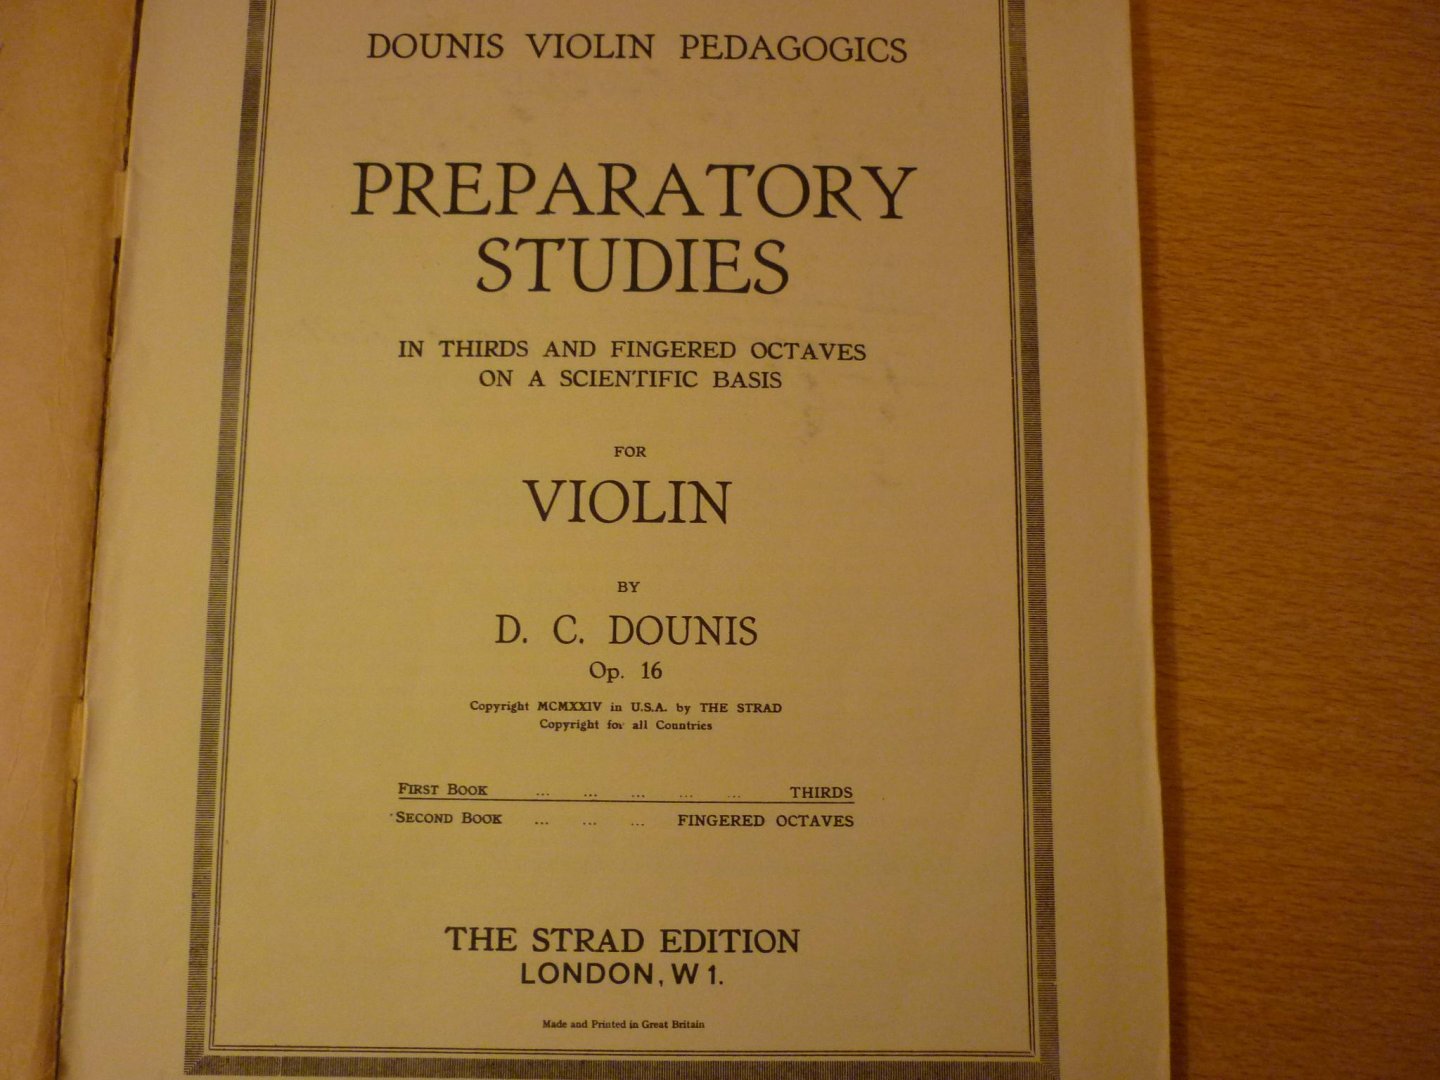 DOUNIS VIOLIN PEDAGOGICS
PREPARATORY
STUDIES
IN THIRDS AND FINGERED OCTAVES
ON A SCIENTIFIC BASIS
FOR
VIOLIN
BY
D. C. DOUNIS
Op. 16
Copyright MCMXXIV in U.S.A. by THE STRAD
Copyright for all Countries
FIRST BOOK ... ... ... ... ... THIRDS
SECOND BOOK ... ... ... FINGERED OCTAVES
THE STRAD EDITION
LONDON, W 1.
Made and Printed in Great Britain